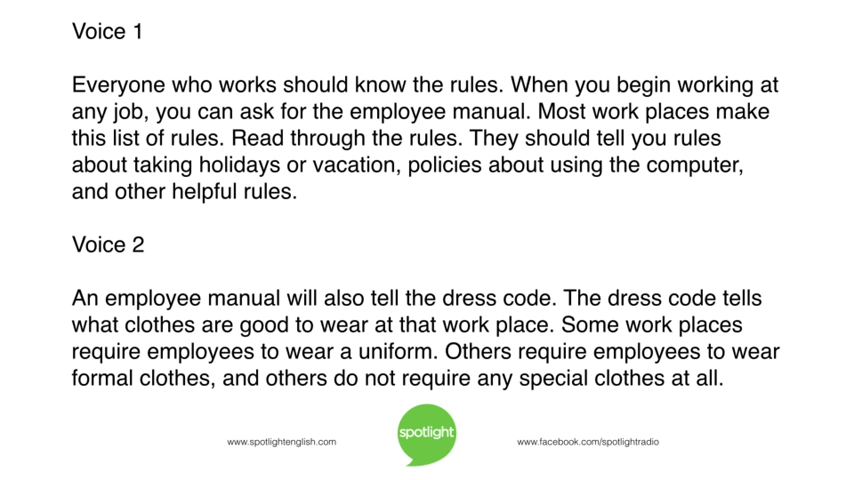 Voice 1
Everyone who works should know the rules. When you begin working at
any job, you can ask for the employee manual. Most work places make
this list of rules. Read through the rules. They should tell you rules
about taking holidays or vacation, policies about using the computer,
and other helpful rules.
Voice 2
An employee manual will also tell the dress code. The dress code tells
what clothes are good to wear at that work place. Some work places
require employees to wear a uniform. Others require employees to wear
formal clothes, and others do not require any special clothes at all.
www.spotlightenglish.com
spotlight
www.facebook.com/spotlightradio